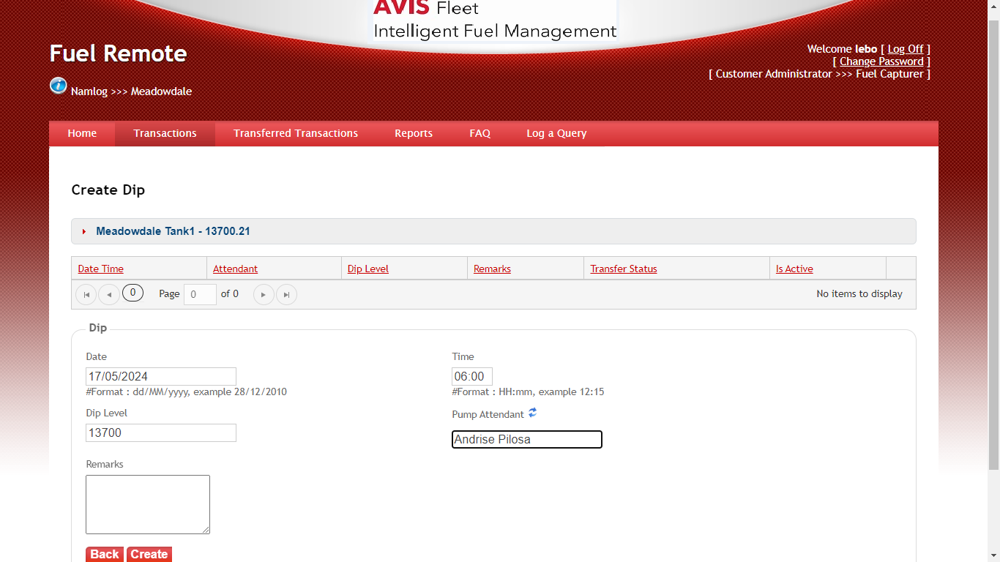 AVIS Fleet
Intelligent Fuel Management
Fuel Remote
Welcome lebo [ Log Off ]
[ Change Password ]
[ Customer Administrator >>> Fuel Capturer ]
Namlog >>> Meadowdale
Home Transactions Transferred Transactions Reports FAQ Log a Query
Create Dip
Meadowdale Tank1 - 13700.21
Date Time Attendant Dip Level Remarks Transfer Status Is Active
0 Page 0 of 0 No items to display
Dip
Date Time
17/05/2024 06:00
#Format : dd/MM/yyyy, example 28/12/2010 #Format : HH:mm, example 12:15
Dip Level Pump Attendant
13700 Andrise Pilosa
Remarks
Back Create